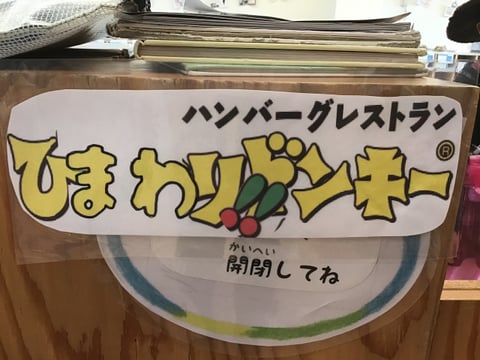 ハンバーグレストラン
ひまわり!!ドンキー®
かいへい
開閉してね